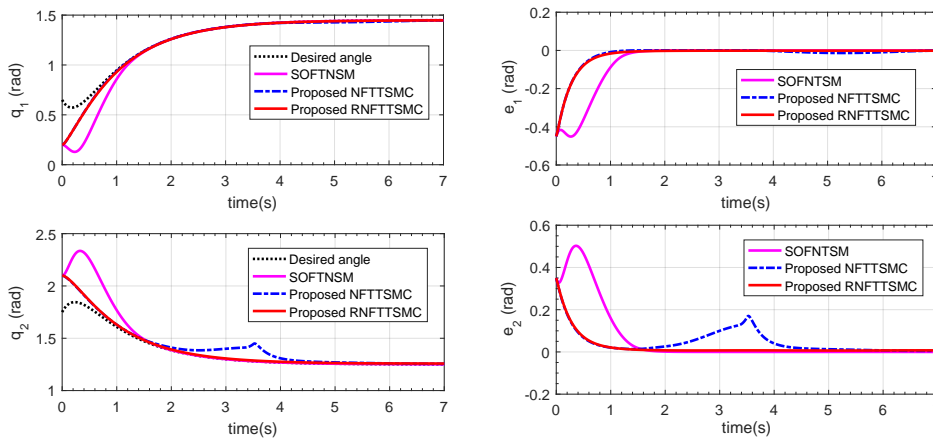 1.5
1
0.5
0
q1 (rad)
Desired angle
SOFTNSM
Proposed NFTTSMC
Proposed RNFTTSMC
0 1 2 3 4 5 6 7
time(s)
0.2
0
-0.2
-0.4
-0.6
e1 (rad)
SOFNTSM
Proposed NFTTSMC
Proposed RNFTTSMC
0 1 2 3 4 5 6 7
time(s)
2.5
2
1.5
1
q2 (rad)
Desired angle
SOFTNSM
Proposed NFTTSMC
Proposed RNFTTSMC
0 1 2 3 4 5 6 7
time(s)
0.6
0.4
0.2
0
-0.2
e2 (rad)
SOFNTSM
Proposed NFTTSMC
Proposed RNFTTSMC
0 1 2 3 4 5 6 7
time(s)